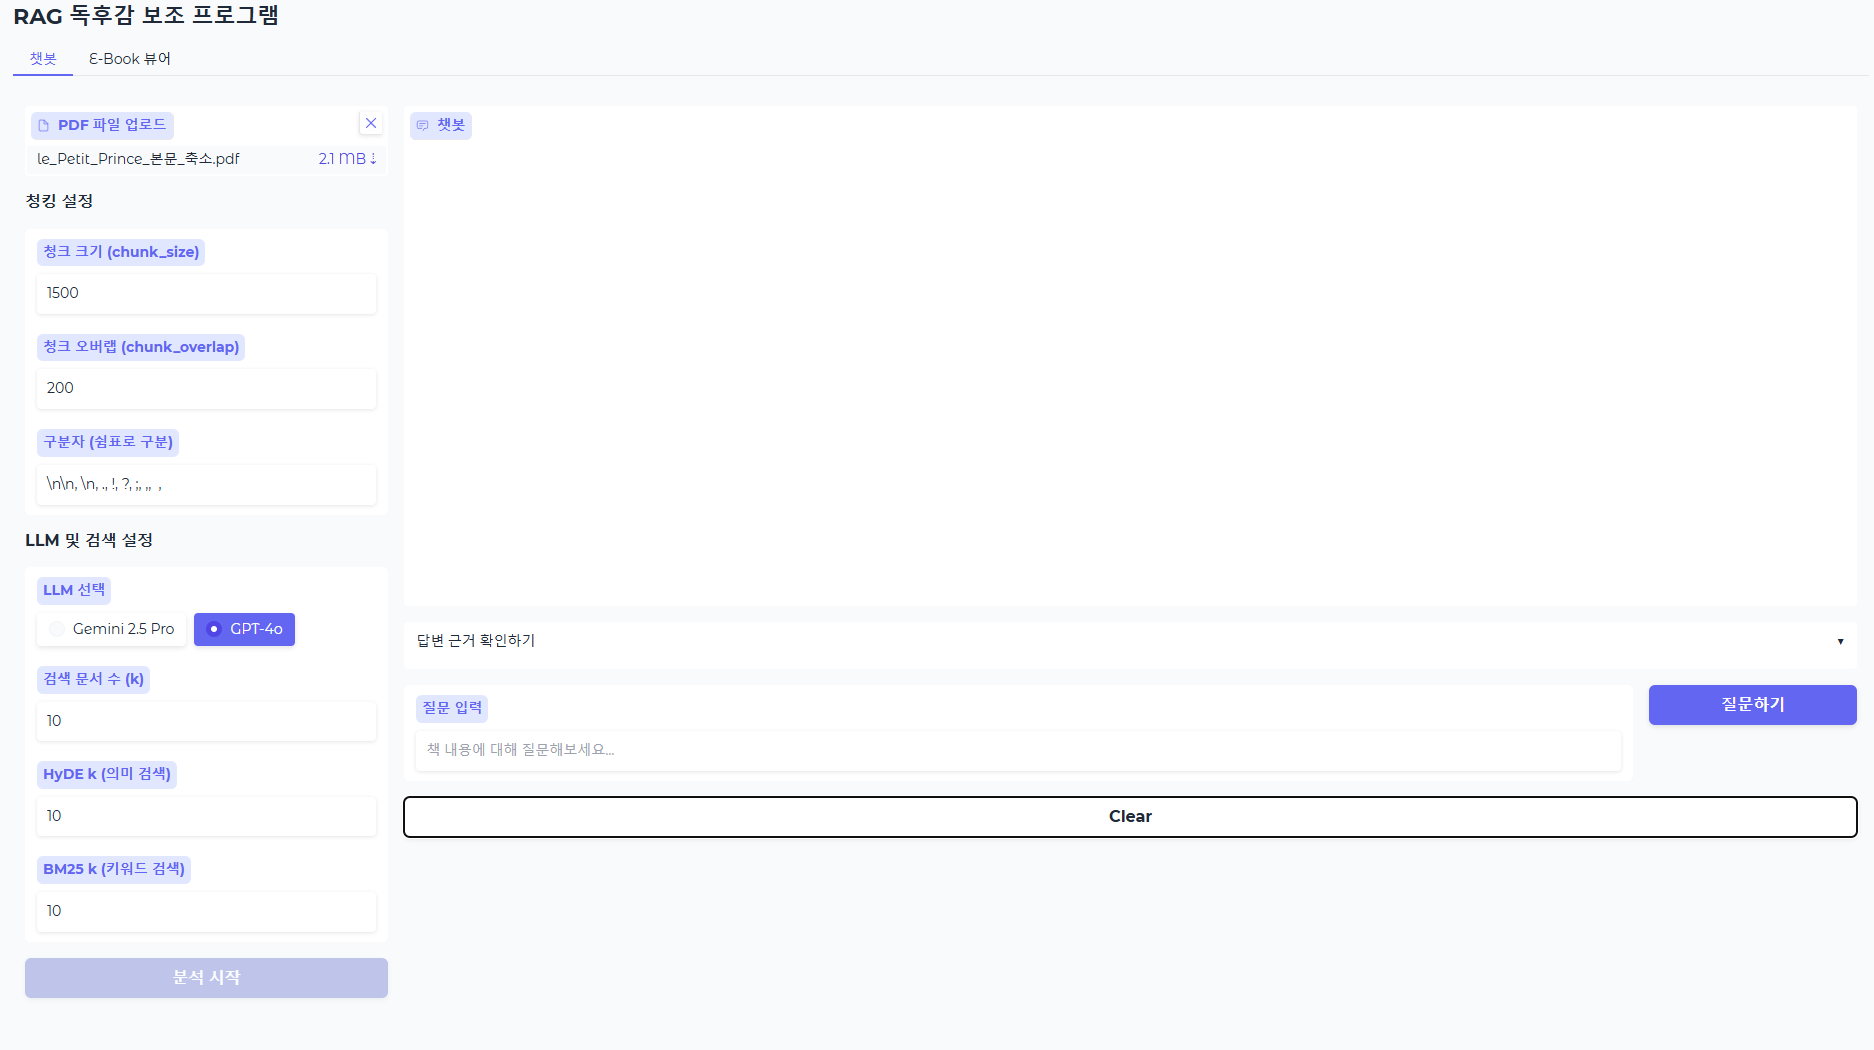 RAG 독후감 보조 프로그램
챗봇
E-Book 뷰어
PDF 파일 업로드
le_Petit_Prince_본문_축소.pdf
2.1 MB ⇣
청킹 설정
청크 크기 (chunk_size)
1500
청크 오버랩 (chunk_overlap)
200
구분자 (쉼표로 구분)
\n\n, \n, ., !, ?, ;, ,,  ,
LLM 및 검색 설정
LLM 선택
Gemini 2.5 Pro
GPT-4o
검색 문서 수 (k)
10
HyDE k (의미 검색)
10
BM25 k (키워드 검색)
10
분석 시작
챗봇
답변 근거 확인하기
▼
질문 입력
책 내용에 대해 질문해보세요...
질문하기
Clear